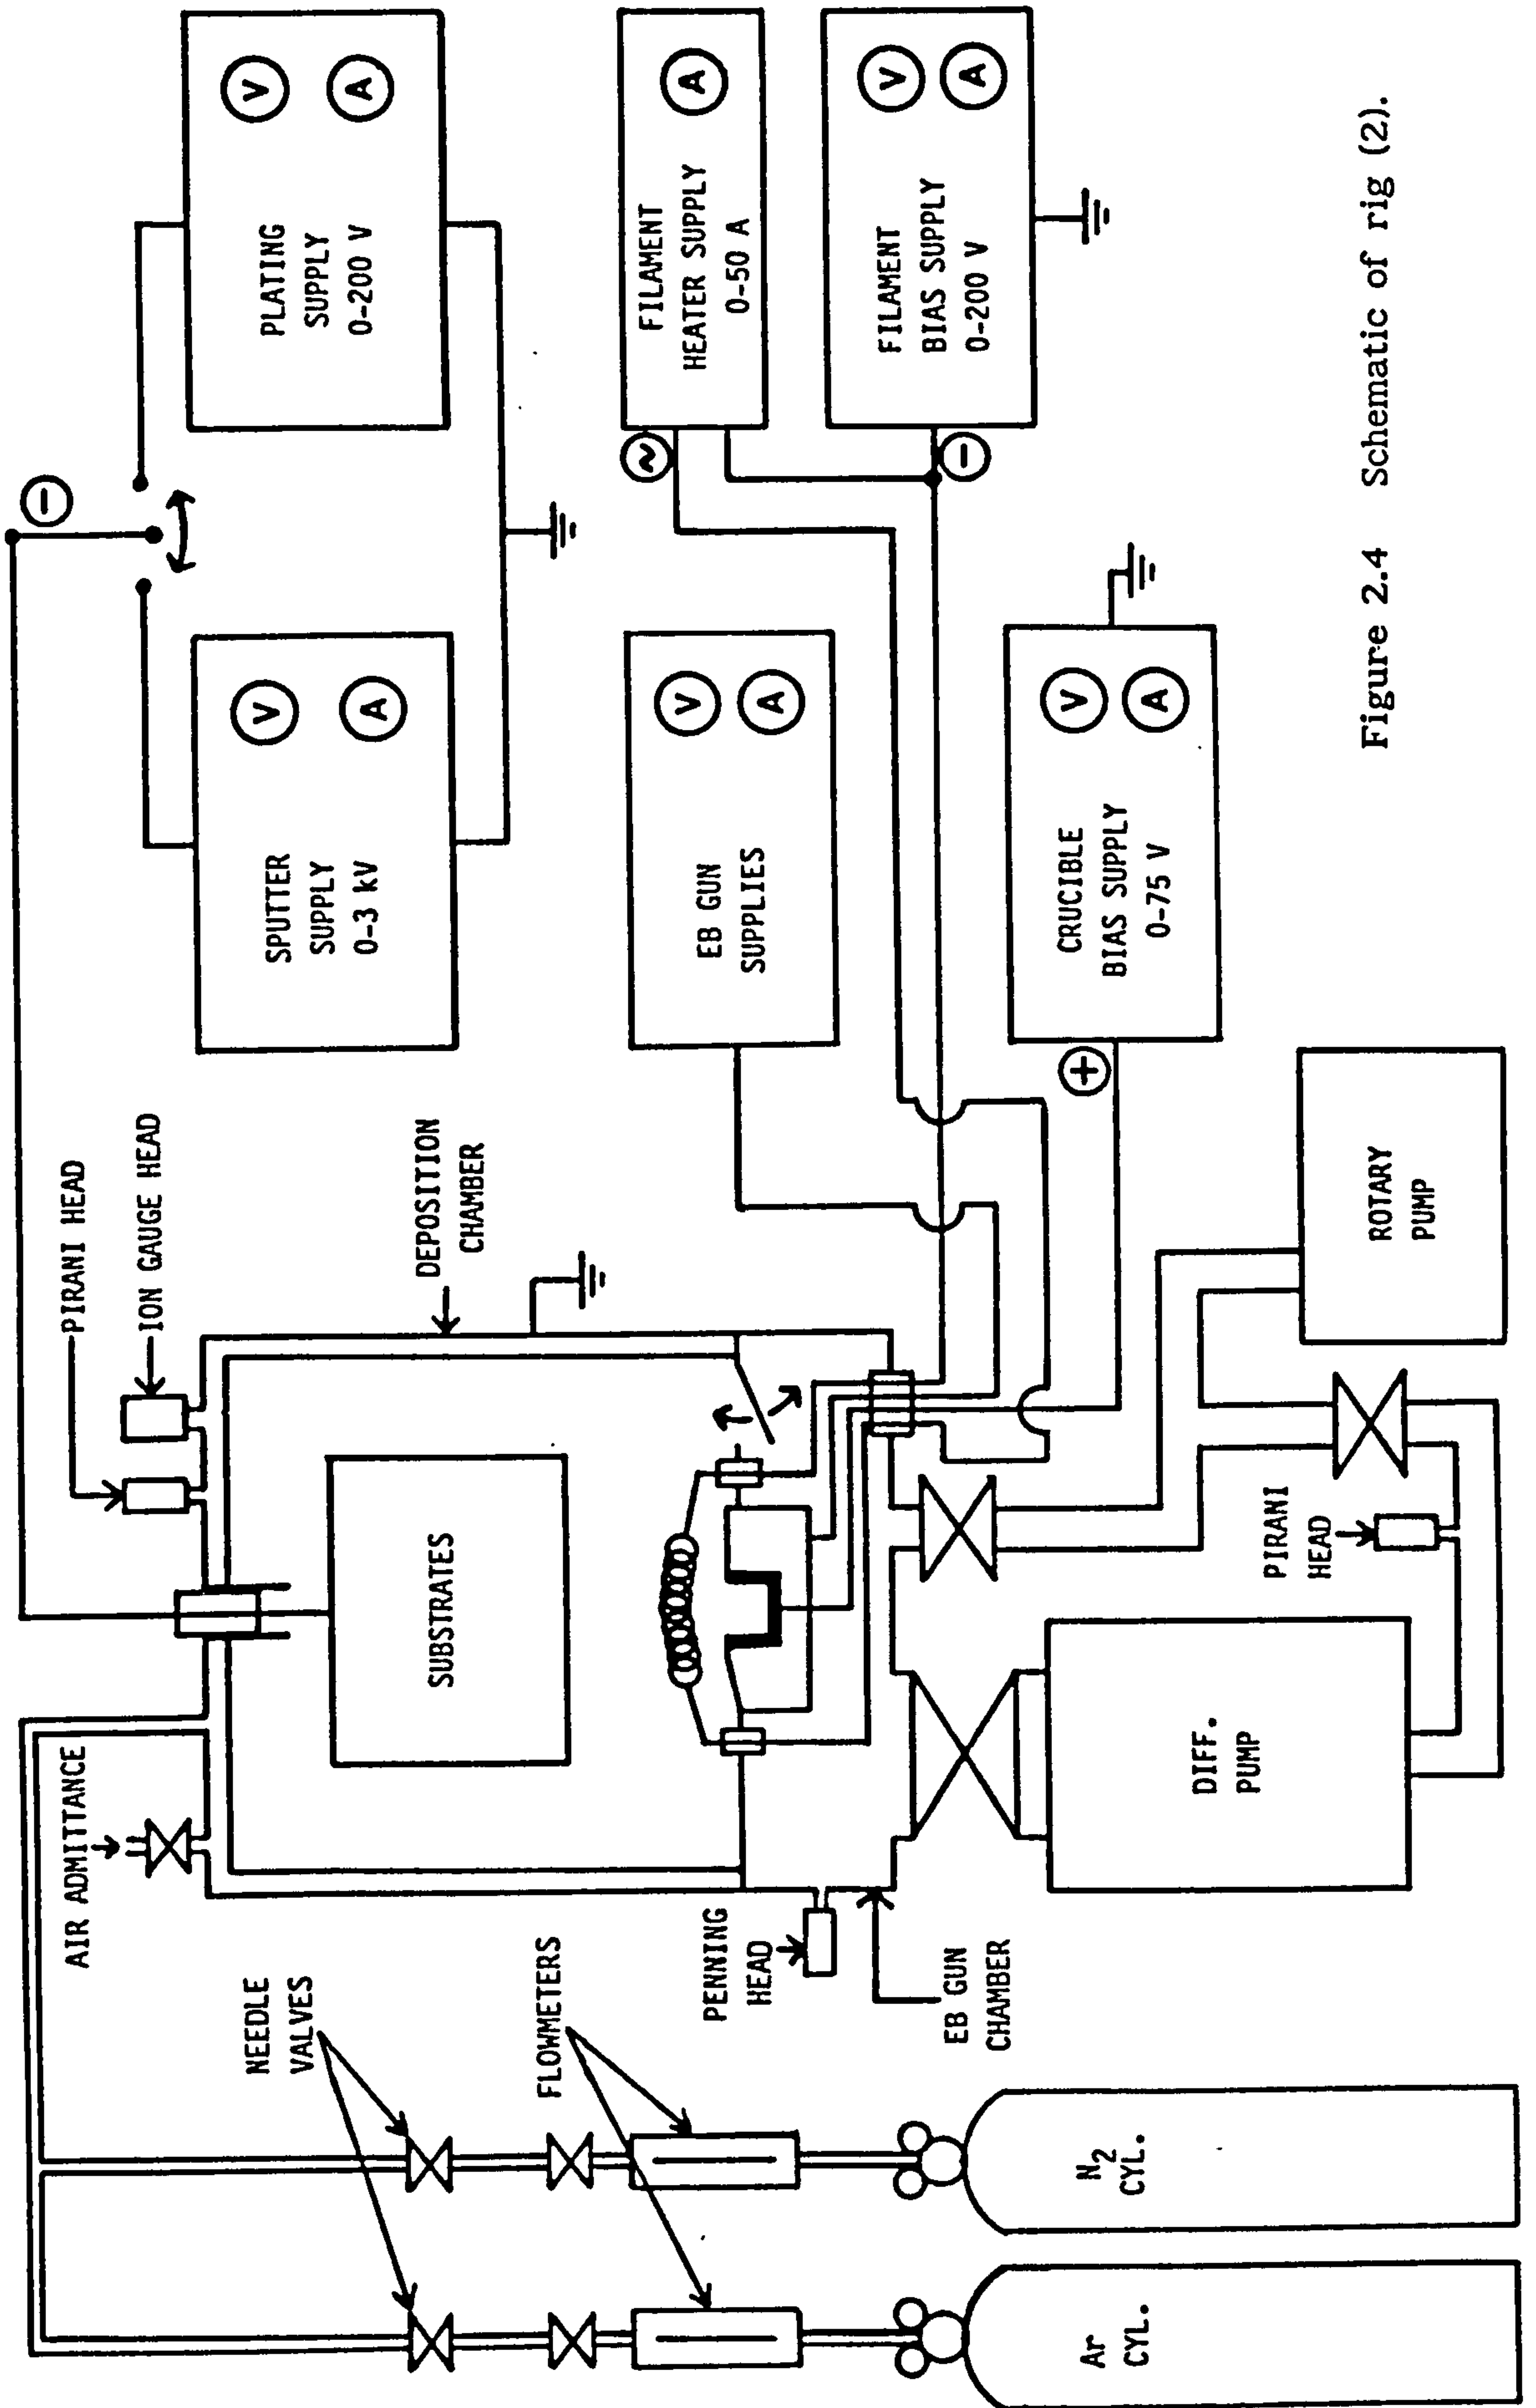 PIRANI HEAD
ION GAUGE HEAD
AIR ADMITTANCE
DEPOSITION
CHAMBER
NEEDLE
VALVES
FLOWMETERS
SUBSTRATES
PENNING
HEAD
EB GUN
CHAMBER
Ar
CYL.
N2
CYL.
DIFF.
PUMP
PIRANI
HEAD
ROTARY
PUMP
−
SPUTTER
SUPPLY
0-3 kV
V
A
PLATING
SUPPLY
0-200 V
V
A
EB GUN
SUPPLIES
V
A
~
FILAMENT
HEATER SUPPLY
0-50 A
A
−
FILAMENT
BIAS SUPPLY
0-200 V
V
A
+
CRUCIBLE
BIAS SUPPLY
0-75 V
V
A
Figure 2.4 Schematic of rig (2).